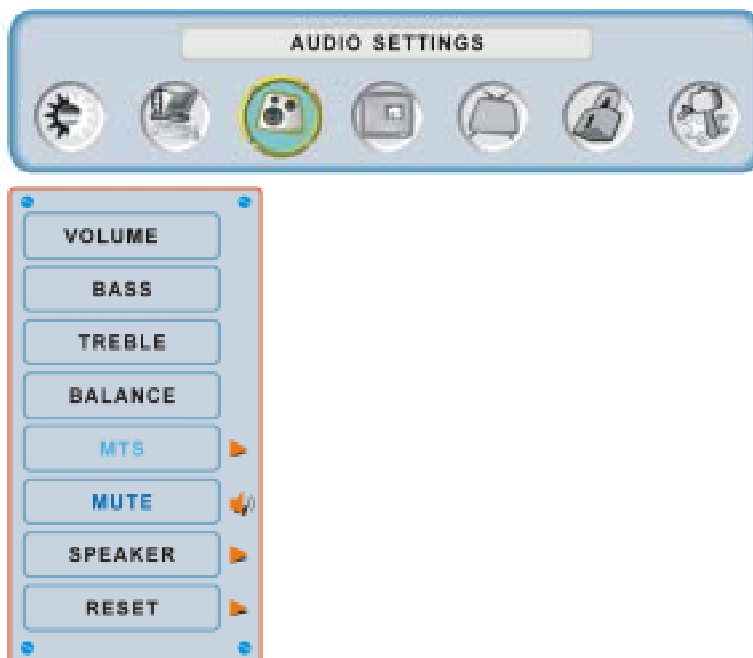 AUDIO SETTINGS
VOLUME
BASS
TREBLE
BALANCE
MTS
MUTE
SPEAKER
RESET